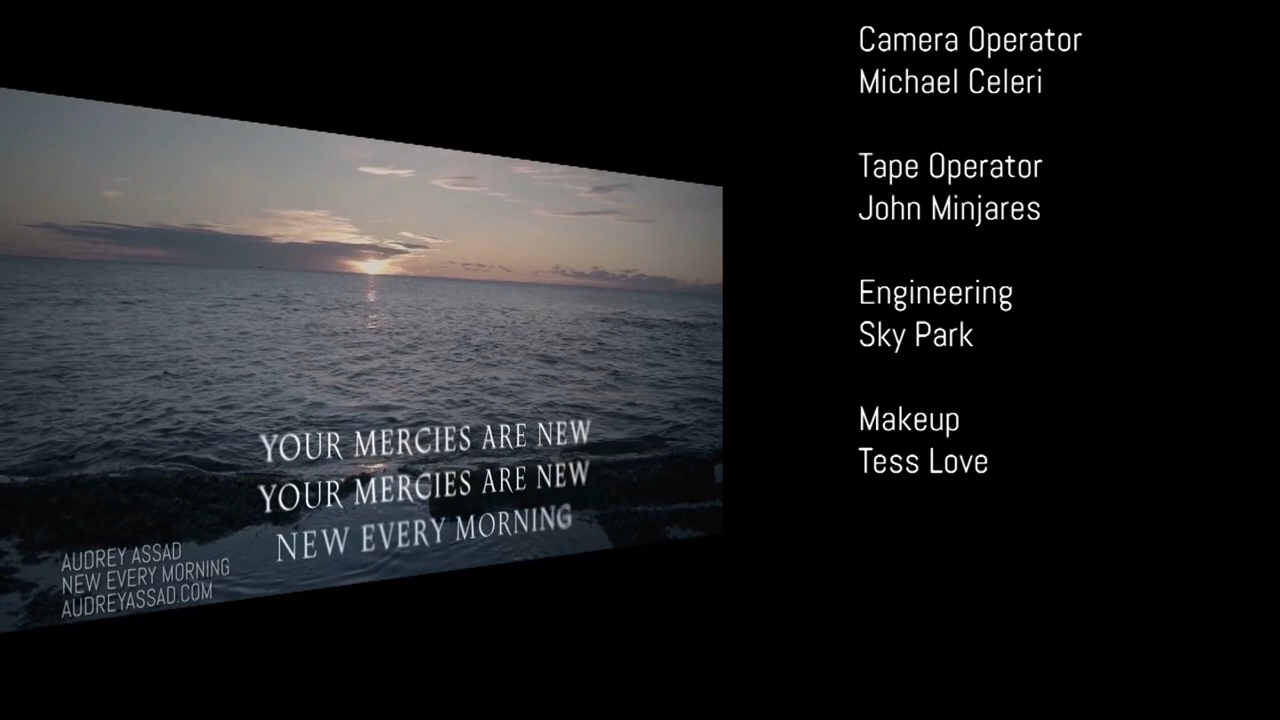 Camera Operator
Michael Celeri
Tape Operator
John Minjares
Engineering
Sky Park
Makeup
Tess Love
YOUR MERCIES ARE NEW
YOUR MERCIES ARE NEW
NEW EVERY MORNING
AUDREY ASSAD
NEW EVERY MORNING
AUDREYASSAD.COM